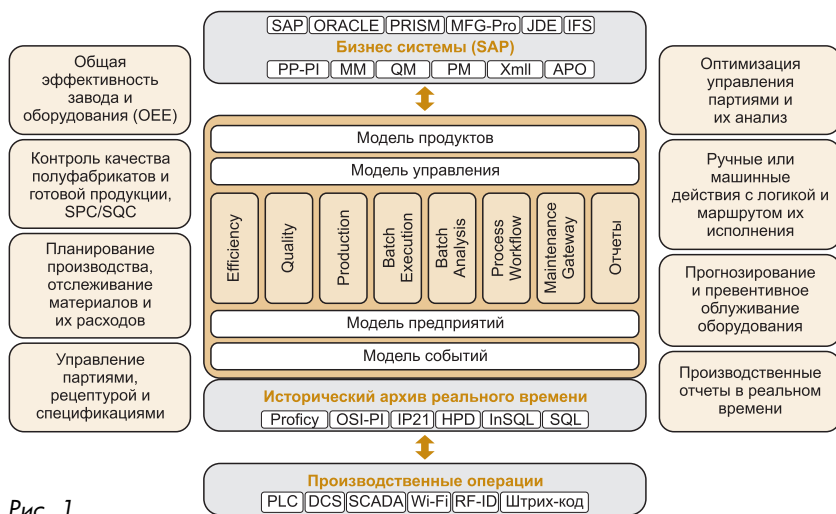 SAP ORACLE PRISM MFG-Pro JDE IFS
Бизнес системы (SAP)
PP-PI MM QM PM XmII APO
Общая
эффективность
завода и
оборудования (OEE)
Контроль качества
полуфабрикатов и
готовой продукции,
SPC/SQC
Планирование
производства,
отслеживание
материалов и
их расходов
Управление
партиями,
рецептурой и
спецификациями
Модель продуктов
Модель управления
Efficiency
Quality
Production
Batch
Execution
Batch
Analysis
Process
Workflow
Maintenance
Gateway
Отчеты
Модель предприятий
Модель событий
Исторический архив реального времени
Proficy OSI-PI IP21 HPD InSQL SQL
Производственные операции
PLC DCS SCADA Wi-Fi RF-ID Штрих-код
Оптимизация
управления
партиями и
их анализ
Ручные или
машинные
действия с логикой и
маршрутом их
исполнения
Прогнозирование
и превентивное
облуживание
оборудования
Производственные
отчеты в реальном
времени
Рис. 1